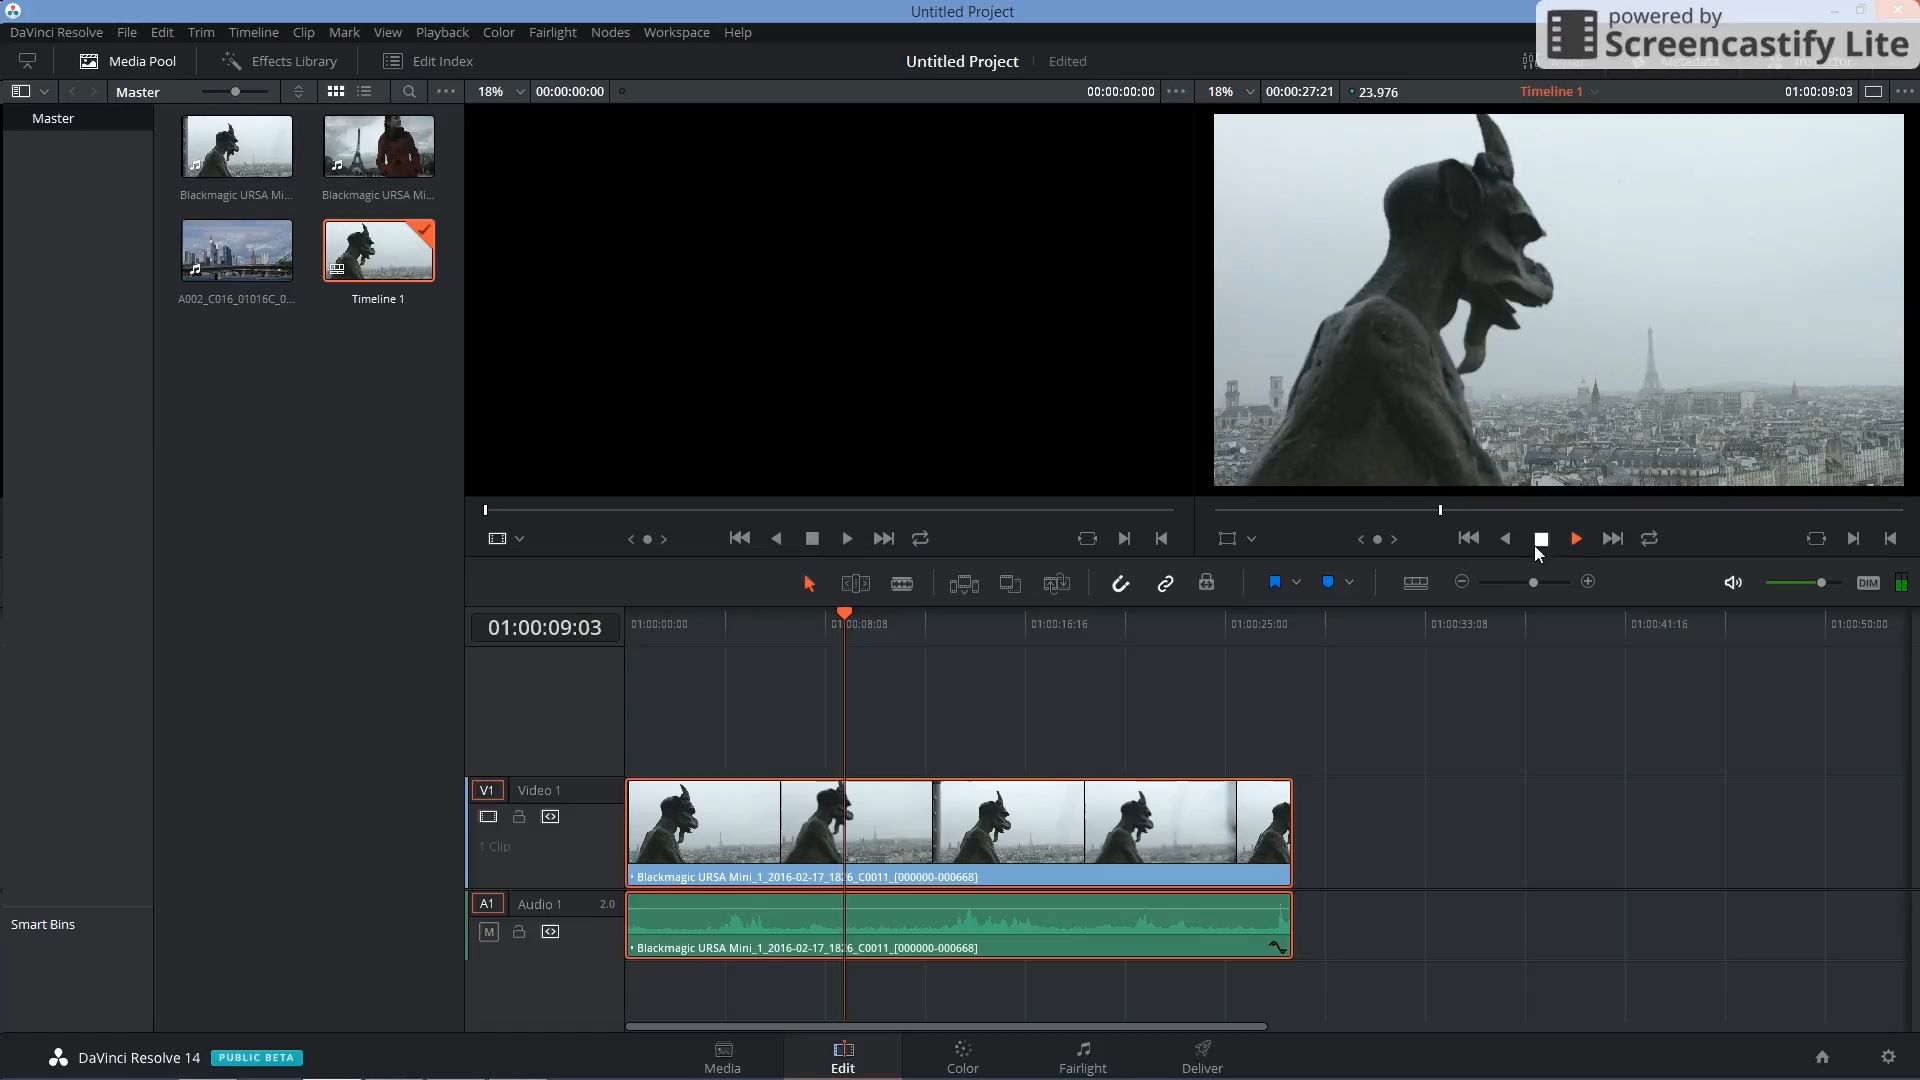 Untitled Project
powered by
Screencastify Lite
DaVinci Resolve File Edit Trim Timeline Clip Mark View Playback Color Fairlight Nodes Workspace Help
Media Pool Effects Library Edit Index Untitled Project Edited
Master 18% 00:00:00:00 00:00:00:00 18% 00:00:27:21 23.976 Timeline 1 01:00:09:03
Master
Blackmagic URSA Mi... Blackmagic URSA Mi...
A002_C016_01016C_0... Timeline 1
DIM
01:00:09:03 01:00:00:00 01:00:08:08 01:00:16:16 01:00:25:00 01:00:33:08 01:00:41:16 01:00:50:00
V1 Video 1
1 Clip
• Blackmagic URSA Mini_1_2016-02-17_1826_C0011_[000000-000668]
A1 Audio 1 2.0
M
• Blackmagic URSA Mini_1_2016-02-17_1826_C0011_[000000-000668]
Smart Bins
DaVinci Resolve 14 PUBLIC BETA
Media Edit Color Fairlight Deliver